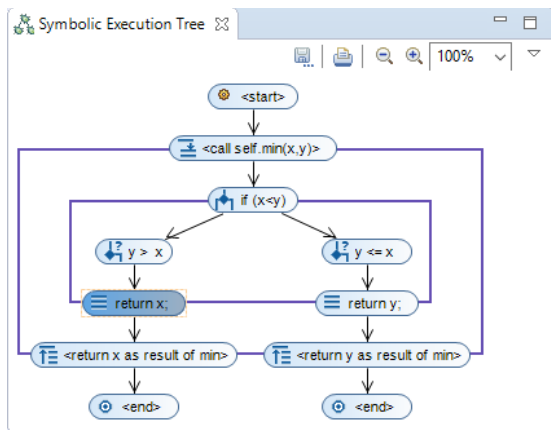 Symbolic Execution Tree
100%
<start>
<call self.min(x,y)>
if (x<y)
y > x
y <= x
return x;
return y;
<return x as result of min>
<return y as result of min>
<end>
<end>